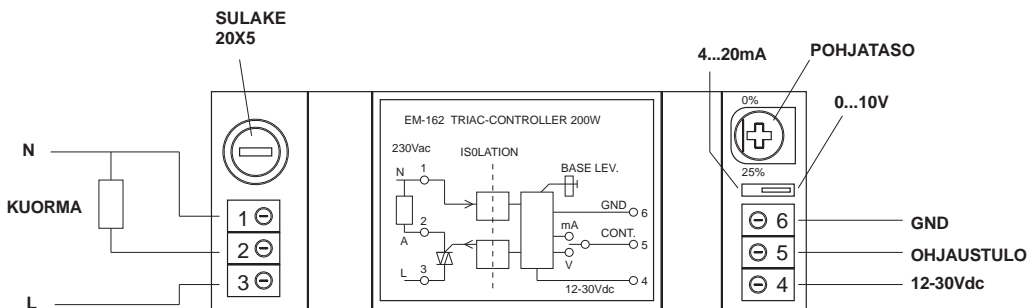 SULAKE
20X5
4...20mA
POHJATASO
0...10V
N
KUORMA
L
1
2
3
EM-162 TRIAC-CONTROLLER 200W
230Vac
ISOLATION
BASE LEV.
N
1
GND
6
mA
2
CONT.
5
A
V
L
3
12-30Vdc
4
0%
25%
6
GND
5
OHJAUSTULO
4
12-30Vdc